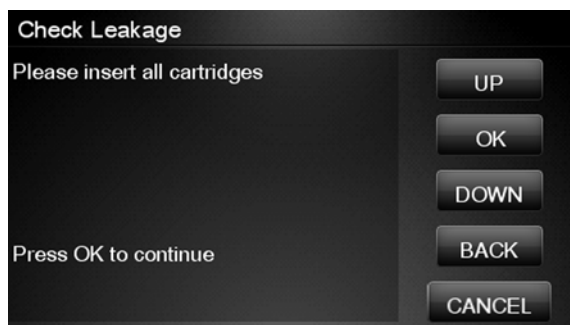 Check Leakage
Please insert all cartridges
UP
OK
DOWN
Press OK to continue
BACK
CANCEL